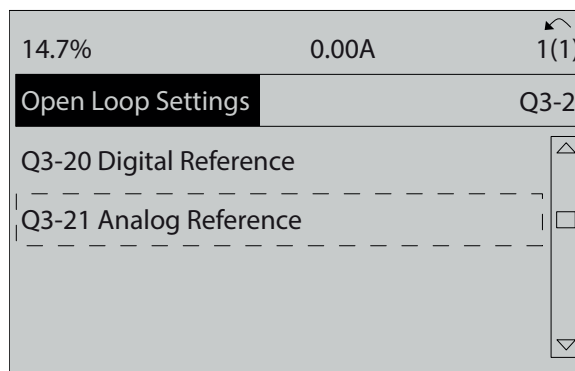 14.7% 0.00A 1(1)
Open Loop Settings Q3-2
Q3-20 Digital Reference
Q3-21 Analog Reference